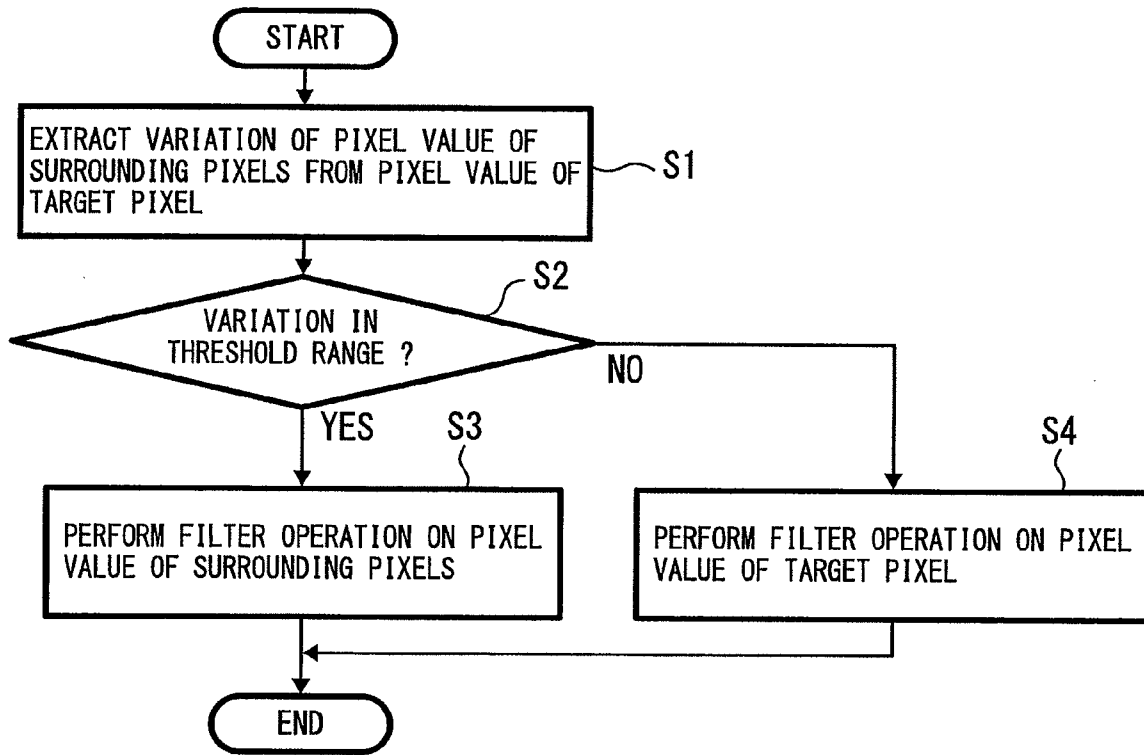 START
EXTRACT VARIATION OF PIXEL VALUE OF
SURROUNDING PIXELS FROM PIXEL VALUE OF
TARGET PIXEL
S1
S2
VARIATION IN
THRESHOLD RANGE ?
NO
YES
S3
S4
PERFORM FILTER OPERATION ON PIXEL
VALUE OF SURROUNDING PIXELS
PERFORM FILTER OPERATION ON PIXEL
VALUE OF TARGET PIXEL
END